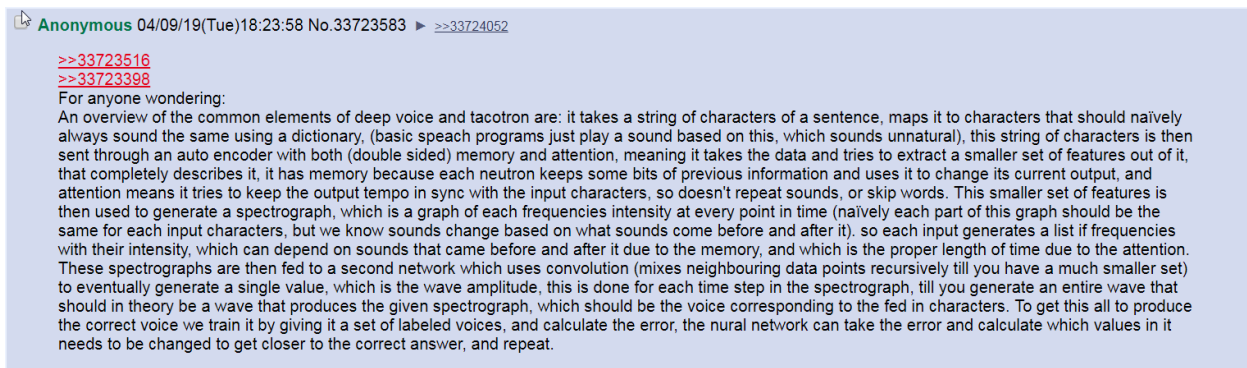 Anonymous 04/09/19(Tue)18:23:58 No.33723583 ► >>33724052
>>33723516
>>33723398
For anyone wondering:
An overview of the common elements of deep voice and tacotron are: it takes a string of characters of a sentence, maps it to characters that should naïvely
always sound the same using a dictionary, (basic speach programs just play a sound based on this, which sounds unnatural), this string of characters is then
sent through an auto encoder with both (double sided) memory and attention, meaning it takes the data and tries to extract a smaller set of features out of it,
that completely describes it, it has memory because each neutron keeps some bits of previous information and uses it to change its current output, and
attention means it tries to keep the output tempo in sync with the input characters, so doesn't repeat sounds, or skip words. This smaller set of features is
then used to generate a spectrograph, which is a graph of each frequencies intensity at every point in time (naïvely each part of this graph should be the
same for each input characters, but we know sounds change based on what sounds come before and after it). so each input generates a list if frequencies
with their intensity, which can depend on sounds that came before and after it due to the memory, and which is the proper length of time due to the attention.
These spectrographs are then fed to a second network which uses convolution (mixes neighbouring data points recursively till you have a much smaller set)
to eventually generate a single value, which is the wave amplitude, this is done for each time step in the spectrograph, till you generate an entire wave that
should in theory be a wave that produces the given spectrograph, which should be the voice corresponding to the fed in characters. To get this all to produce
the correct voice we train it by giving it a set of labeled voices, and calculate the error, the nural network can take the error and calculate which values in it
needs to be changed to get closer to the correct answer, and repeat.